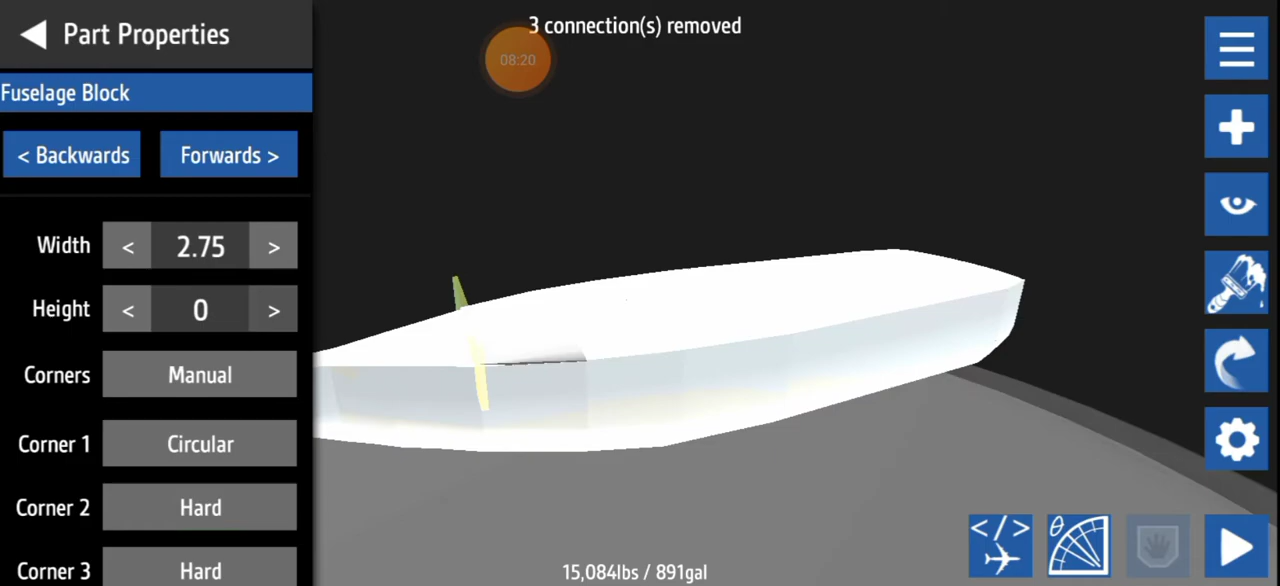 Part Properties
3 connection(s) removed
08:20
Fuselage Block
< Backwards
Forwards >
Width < 2.75 >
Height < 0 >
Corners Manual
Corner 1 Circular
Corner 2 Hard
Corner 3 Hard
</>
θ
15,084lbs / 891gal